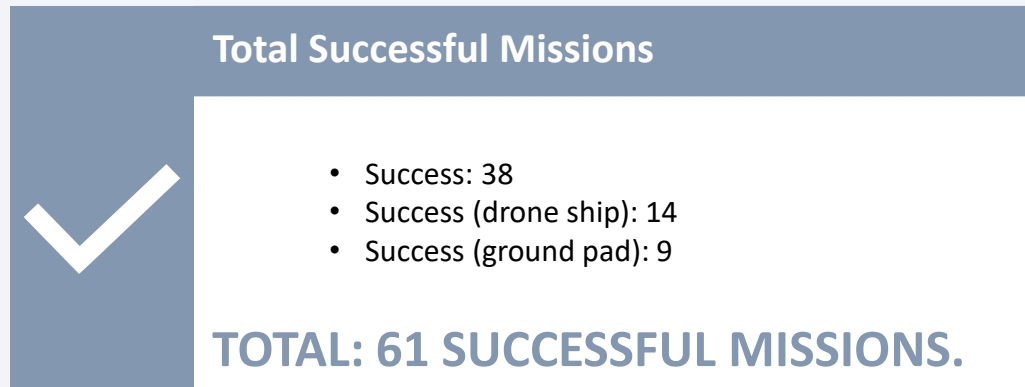 Total Successful Missions
• Success: 38
• Success (drone ship): 14
• Success (ground pad): 9
TOTAL: 61 SUCCESSFUL MISSIONS.